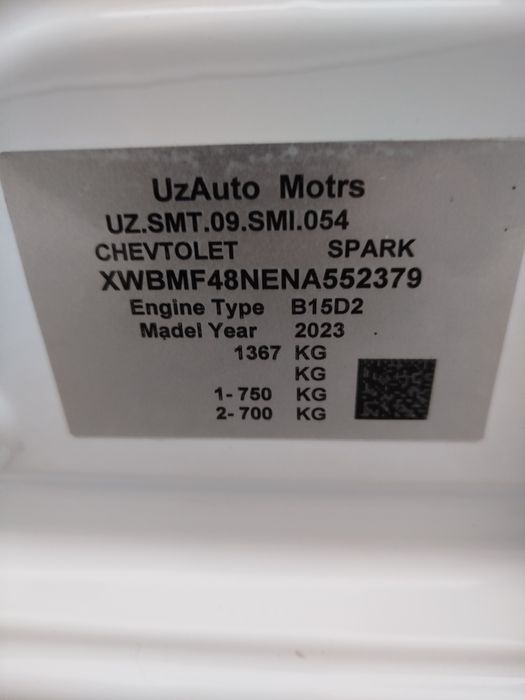 UzAuto Motrs
UZ.SMT.09.SMI.054
CHEVTOLET SPARK
XWBMF48NENA552379
Engine Type B15D2
Madel Year 2023
1367 KG
KG
1- 750 KG
2- 700 KG